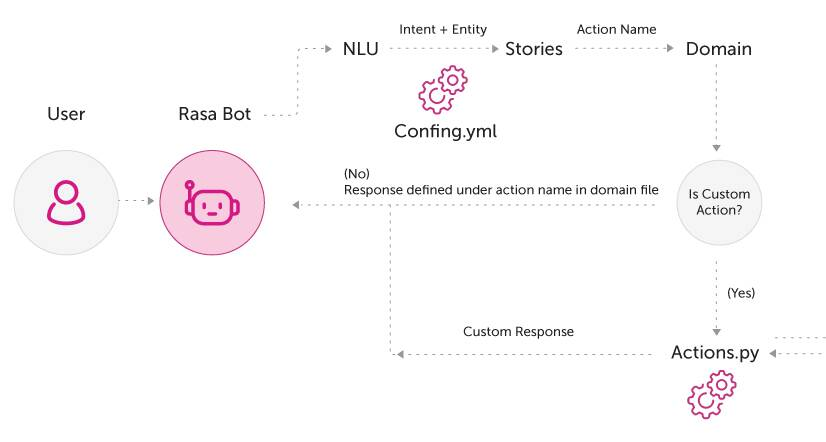 Intent + Entity
Action Name
NLU
Stories
Domain
User
Rasa Bot
Confing.yml
(No)
Response defined under action name in domain file
Is Custom
Action?
(Yes)
Custom Response
Actions.py